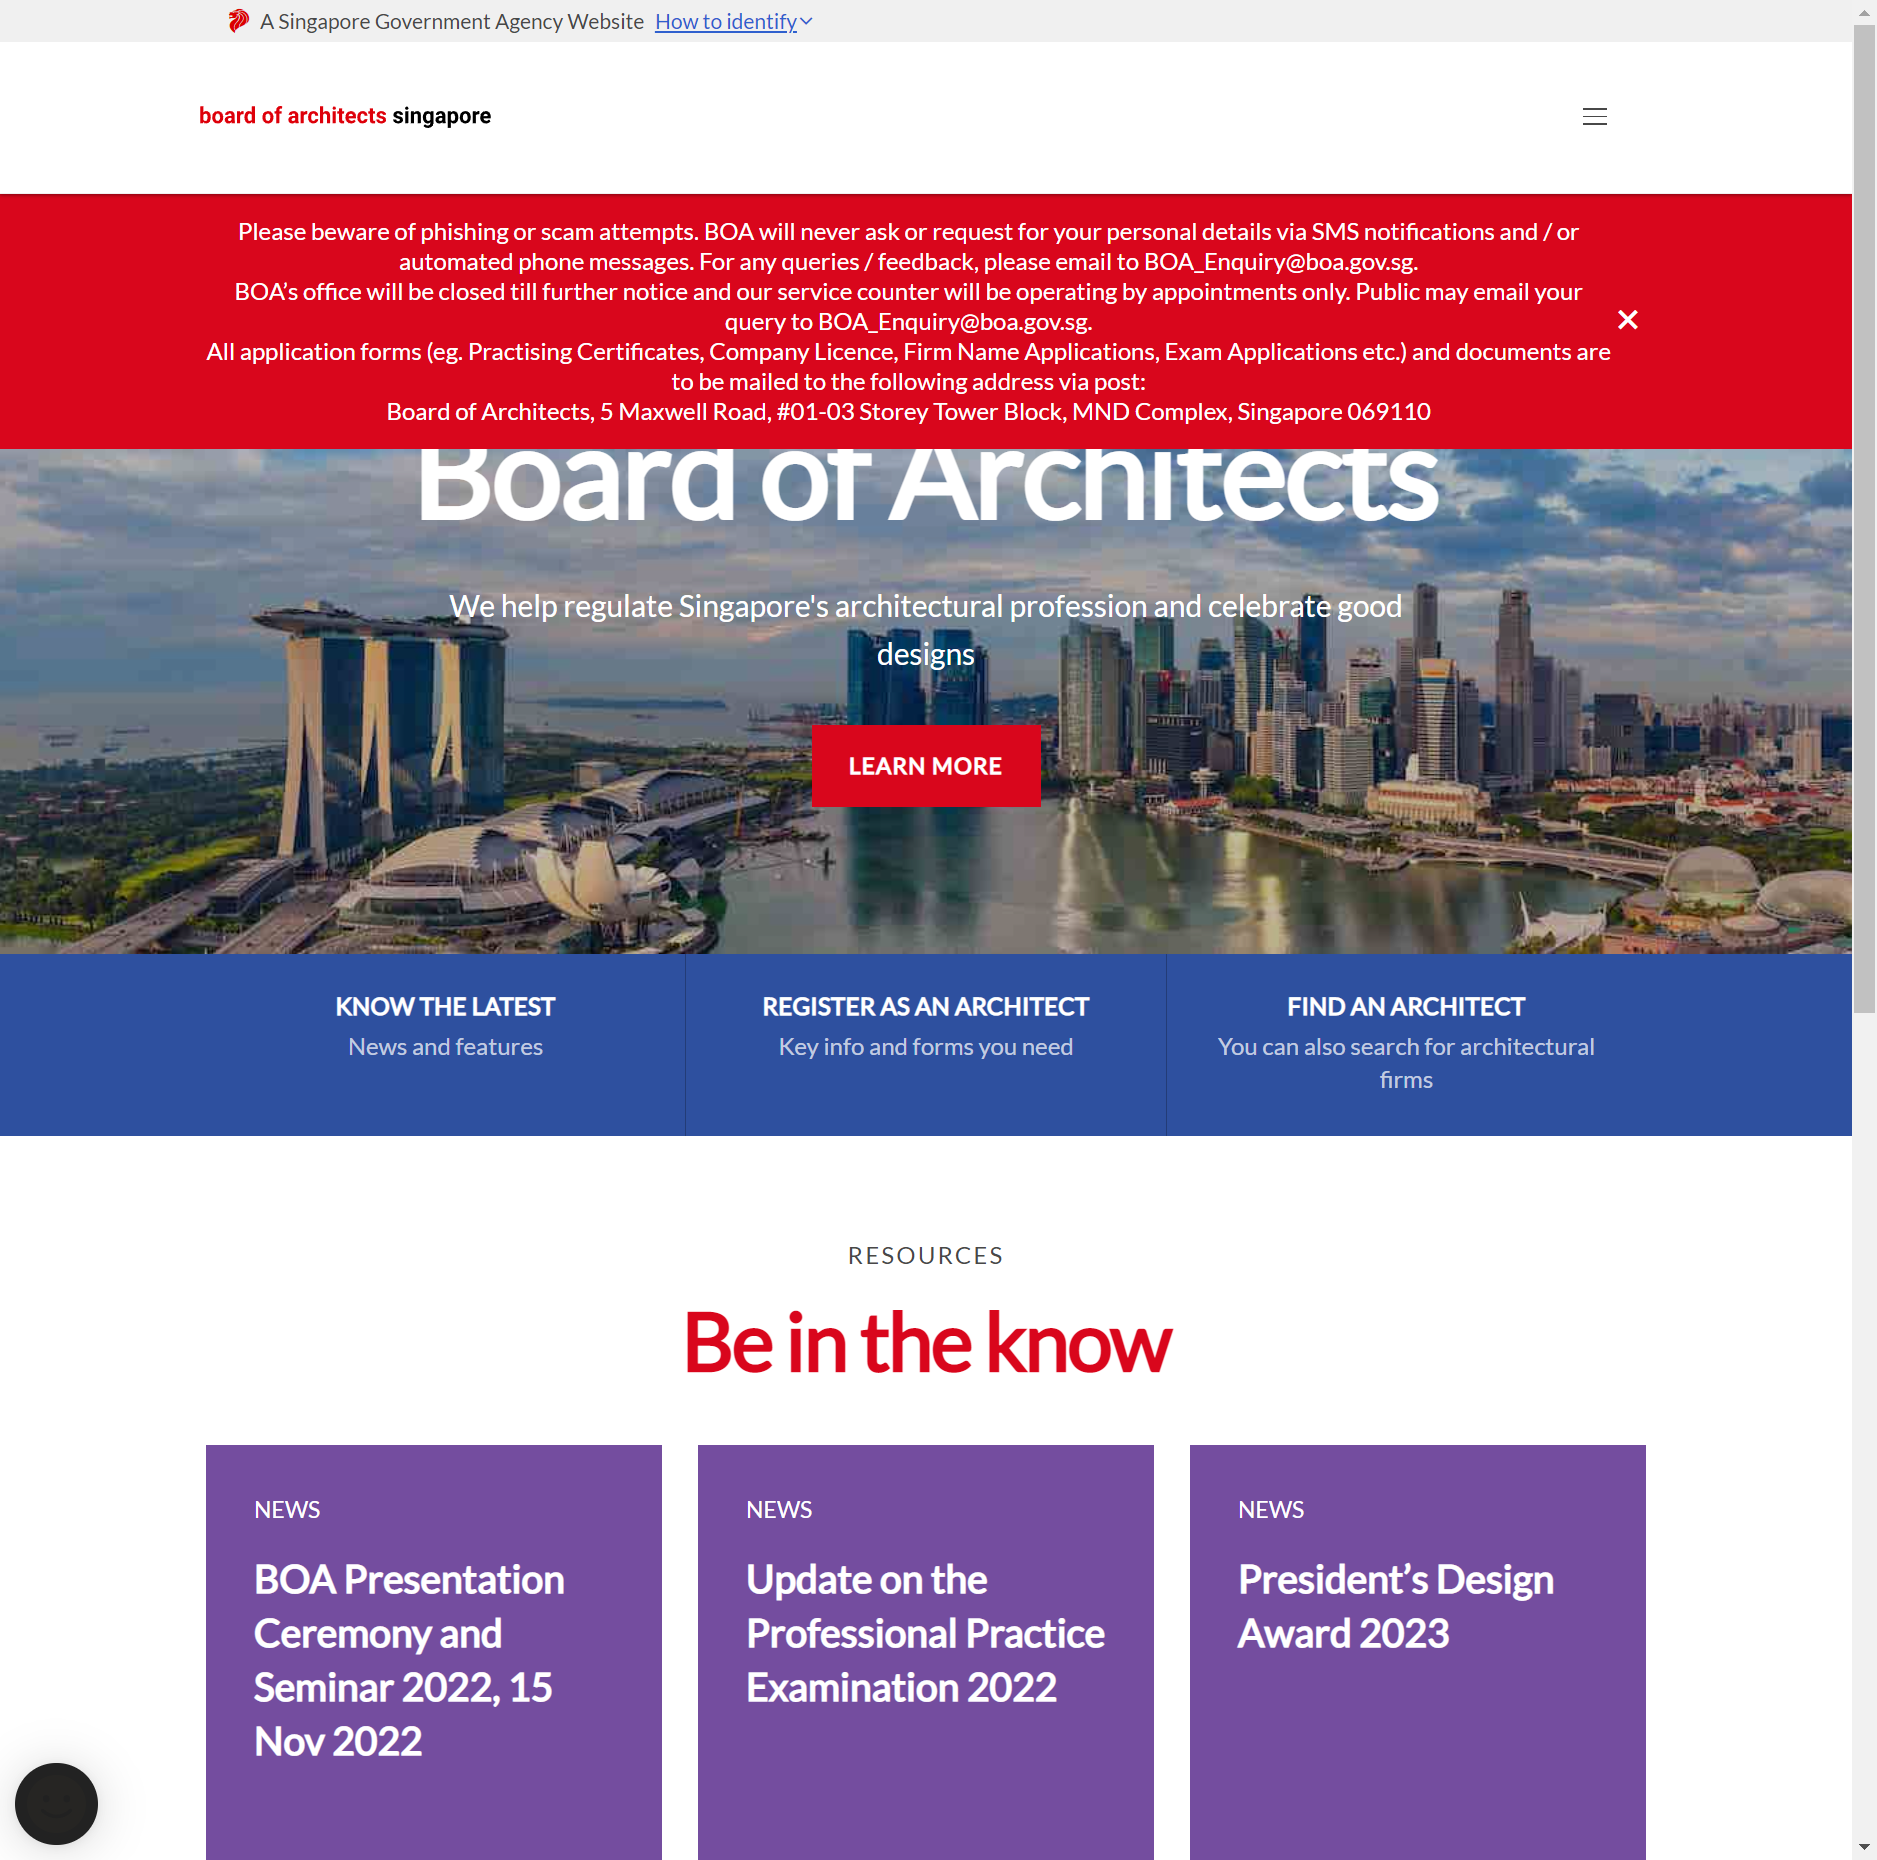 A Singapore Government Agency Website How to identify
board of architects singapore
Please beware of phishing or scam attempts. BOA will never ask or request for your personal details via SMS notifications and / or
automated phone messages. For any queries / feedback, please email to BOA_Enquiry@boa.gov.sg.
BOA’s office will be closed till further notice and our service counter will be operating by appointments only. Public may email your
query to BOA_Enquiry@boa.gov.sg.
All application forms (eg. Practising Certificates, Company Licence, Firm Name Applications, Exam Applications etc.) and documents are
to be mailed to the following address via post:
Board of Architects, 5 Maxwell Road, #01-03 Storey Tower Block, MND Complex, Singapore 069110
Board of Architects
We help regulate Singapore's architectural profession and celebrate good
designs
LEARN MORE
KNOW THE LATEST
News and features
REGISTER AS AN ARCHITECT
Key info and forms you need
FIND AN ARCHITECT
You can also search for architectural
firms
RESOURCES
Be in the know
NEWS
BOA Presentation
Ceremony and
Seminar 2022, 15
Nov 2022
NEWS
Update on the
Professional Practice
Examination 2022
NEWS
President’s Design
Award 2023